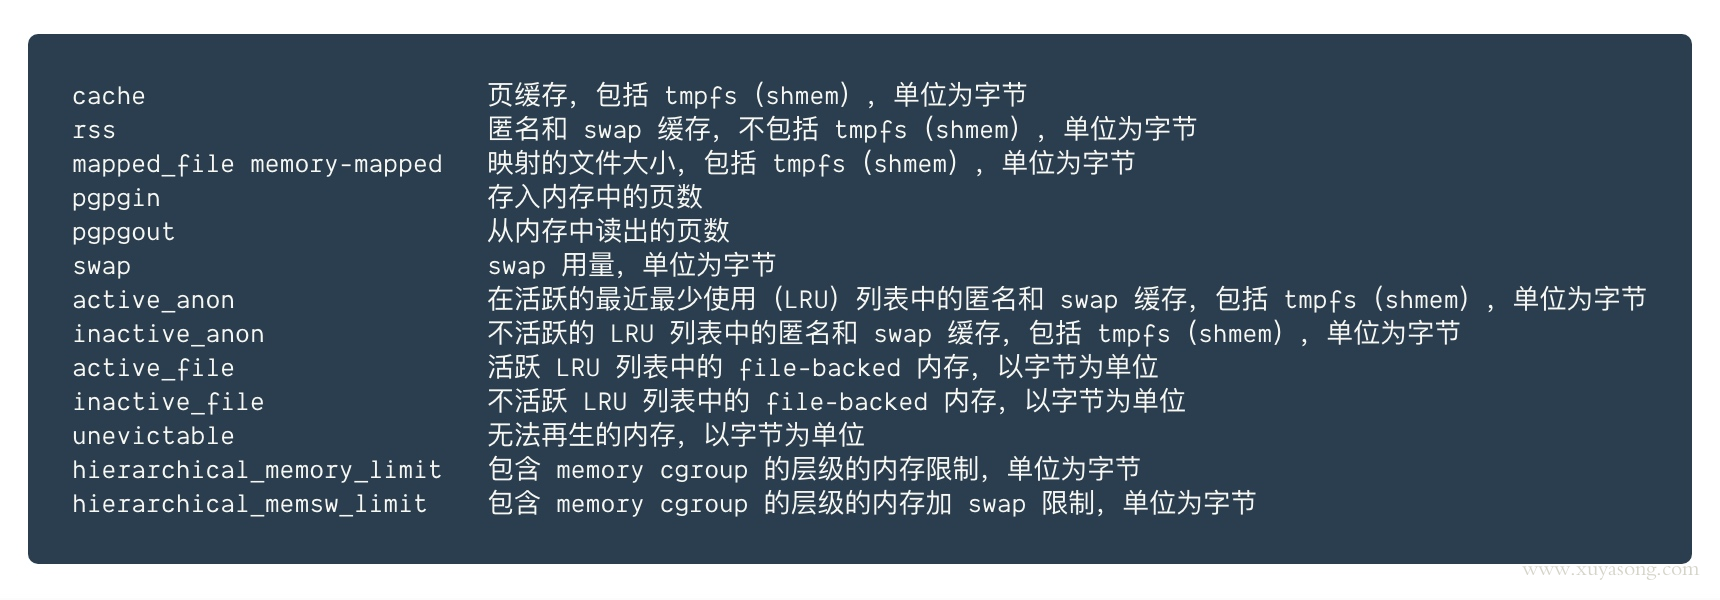 cache 页缓存，包括 tmpfs（shmem）, 单位为字节
rss 匿名和 swap 缓存，不包括 tmpfs（shmem）, 单位为字节
mapped_file memory-mapped 映射的文件大小，包括 tmpfs（shmem）, 单位为字节
pgpgin 存入内存中的页数
pgpgout 从内存中读出的页数
swap swap 用量，单位为字节
active_anon 在活跃的最近最少使用（LRU）列表中的匿名和 swap 缓存，包括 tmpfs（shmem）, 单位为字节
inactive_anon 不活跃的 LRU 列表中的匿名和 swap 缓存，包括 tmpfs（shmem）, 单位为字节
active_file 活跃 LRU 列表中的 file-backed 内存，以字节为单位
inactive_file 不活跃 LRU 列表中的 file-backed 内存，以字节为单位
unevictable 无法再生的内存，以字节为单位
hierarchical_memory_limit 包含 memory cgroup 的层级的内存限制，单位为字节
hierarchical_memsw_limit 包含 memory cgroup 的层级的内存加 swap 限制，单位为字节
www.xuyasong.com